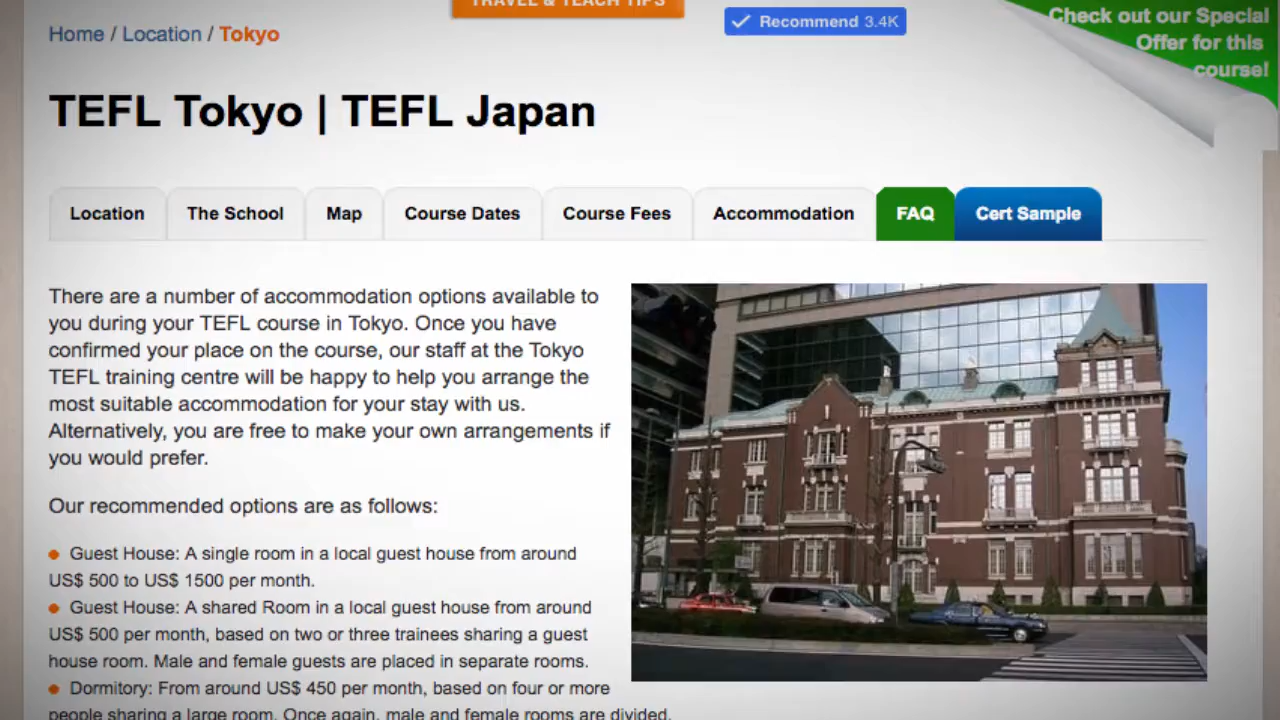 TRAVEL & TEACH TIPS
Recommend 3.4K
Check out our Special
Offer for this
course!
Home / Location / Tokyo
TEFL Tokyo | TEFL Japan
Location The School Map Course Dates Course Fees Accommodation FAQ Cert Sample
There are a number of accommodation options available to
you during your TEFL course in Tokyo. Once you have
confirmed your place on the course, our staff at the Tokyo
TEFL training centre will be happy to help you arrange the
most suitable accommodation for your stay with us.
Alternatively, you are free to make your own arrangements if
you would prefer.
Our recommended options are as follows:
Guest House: A single room in a local guest house from around
US$ 500 to US$ 1500 per month.
Guest House: A shared Room in a local guest house from around
US$ 500 per month, based on two or three trainees sharing a guest
house room. Male and female guests are placed in separate rooms.
Dormitory: From around US$ 450 per month, based on four or more
people sharing a large room. Once again, male and female rooms are divided.